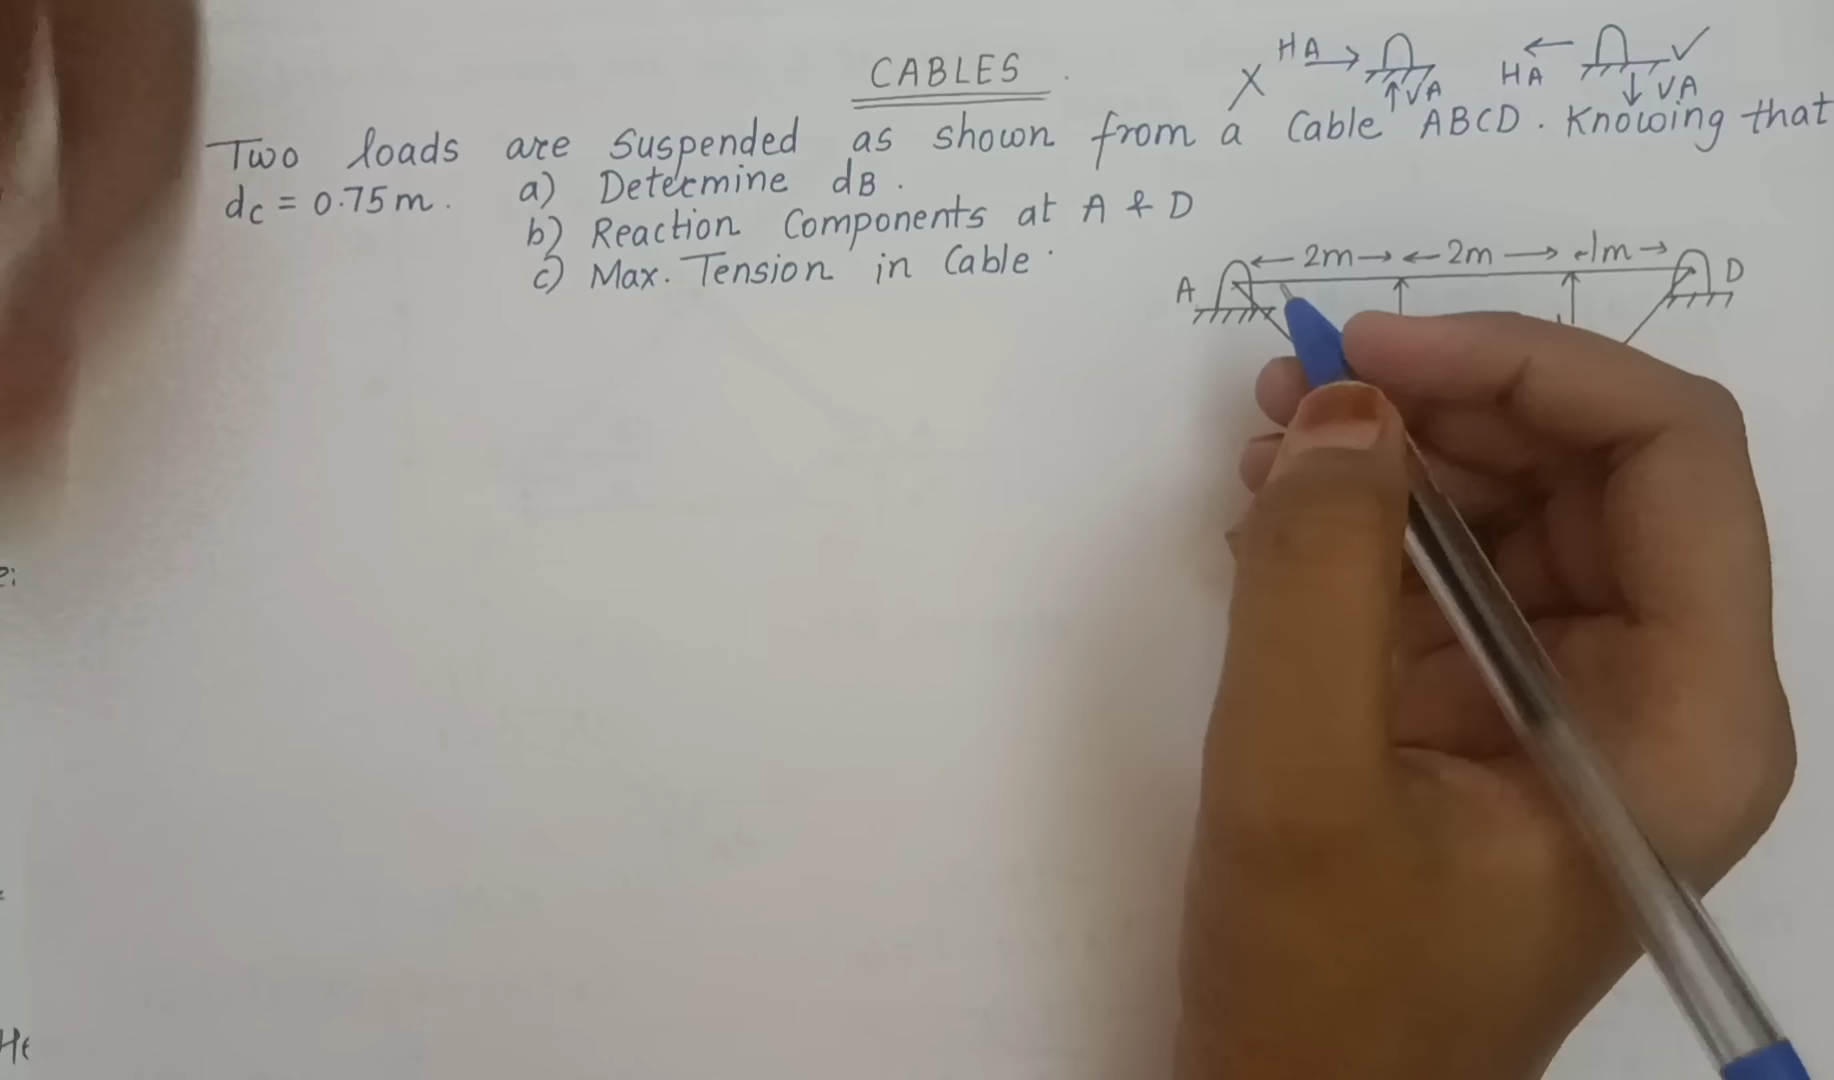 CABLES
X HA VA HA VA ✓
Two loads are suspended as shown from a Cable ABCD. Knowing that
dc = 0.75m. a) Determine dB.
b) Reaction Components at A & D
c) Max. Tension in Cable.
2m 2m 1m
A D